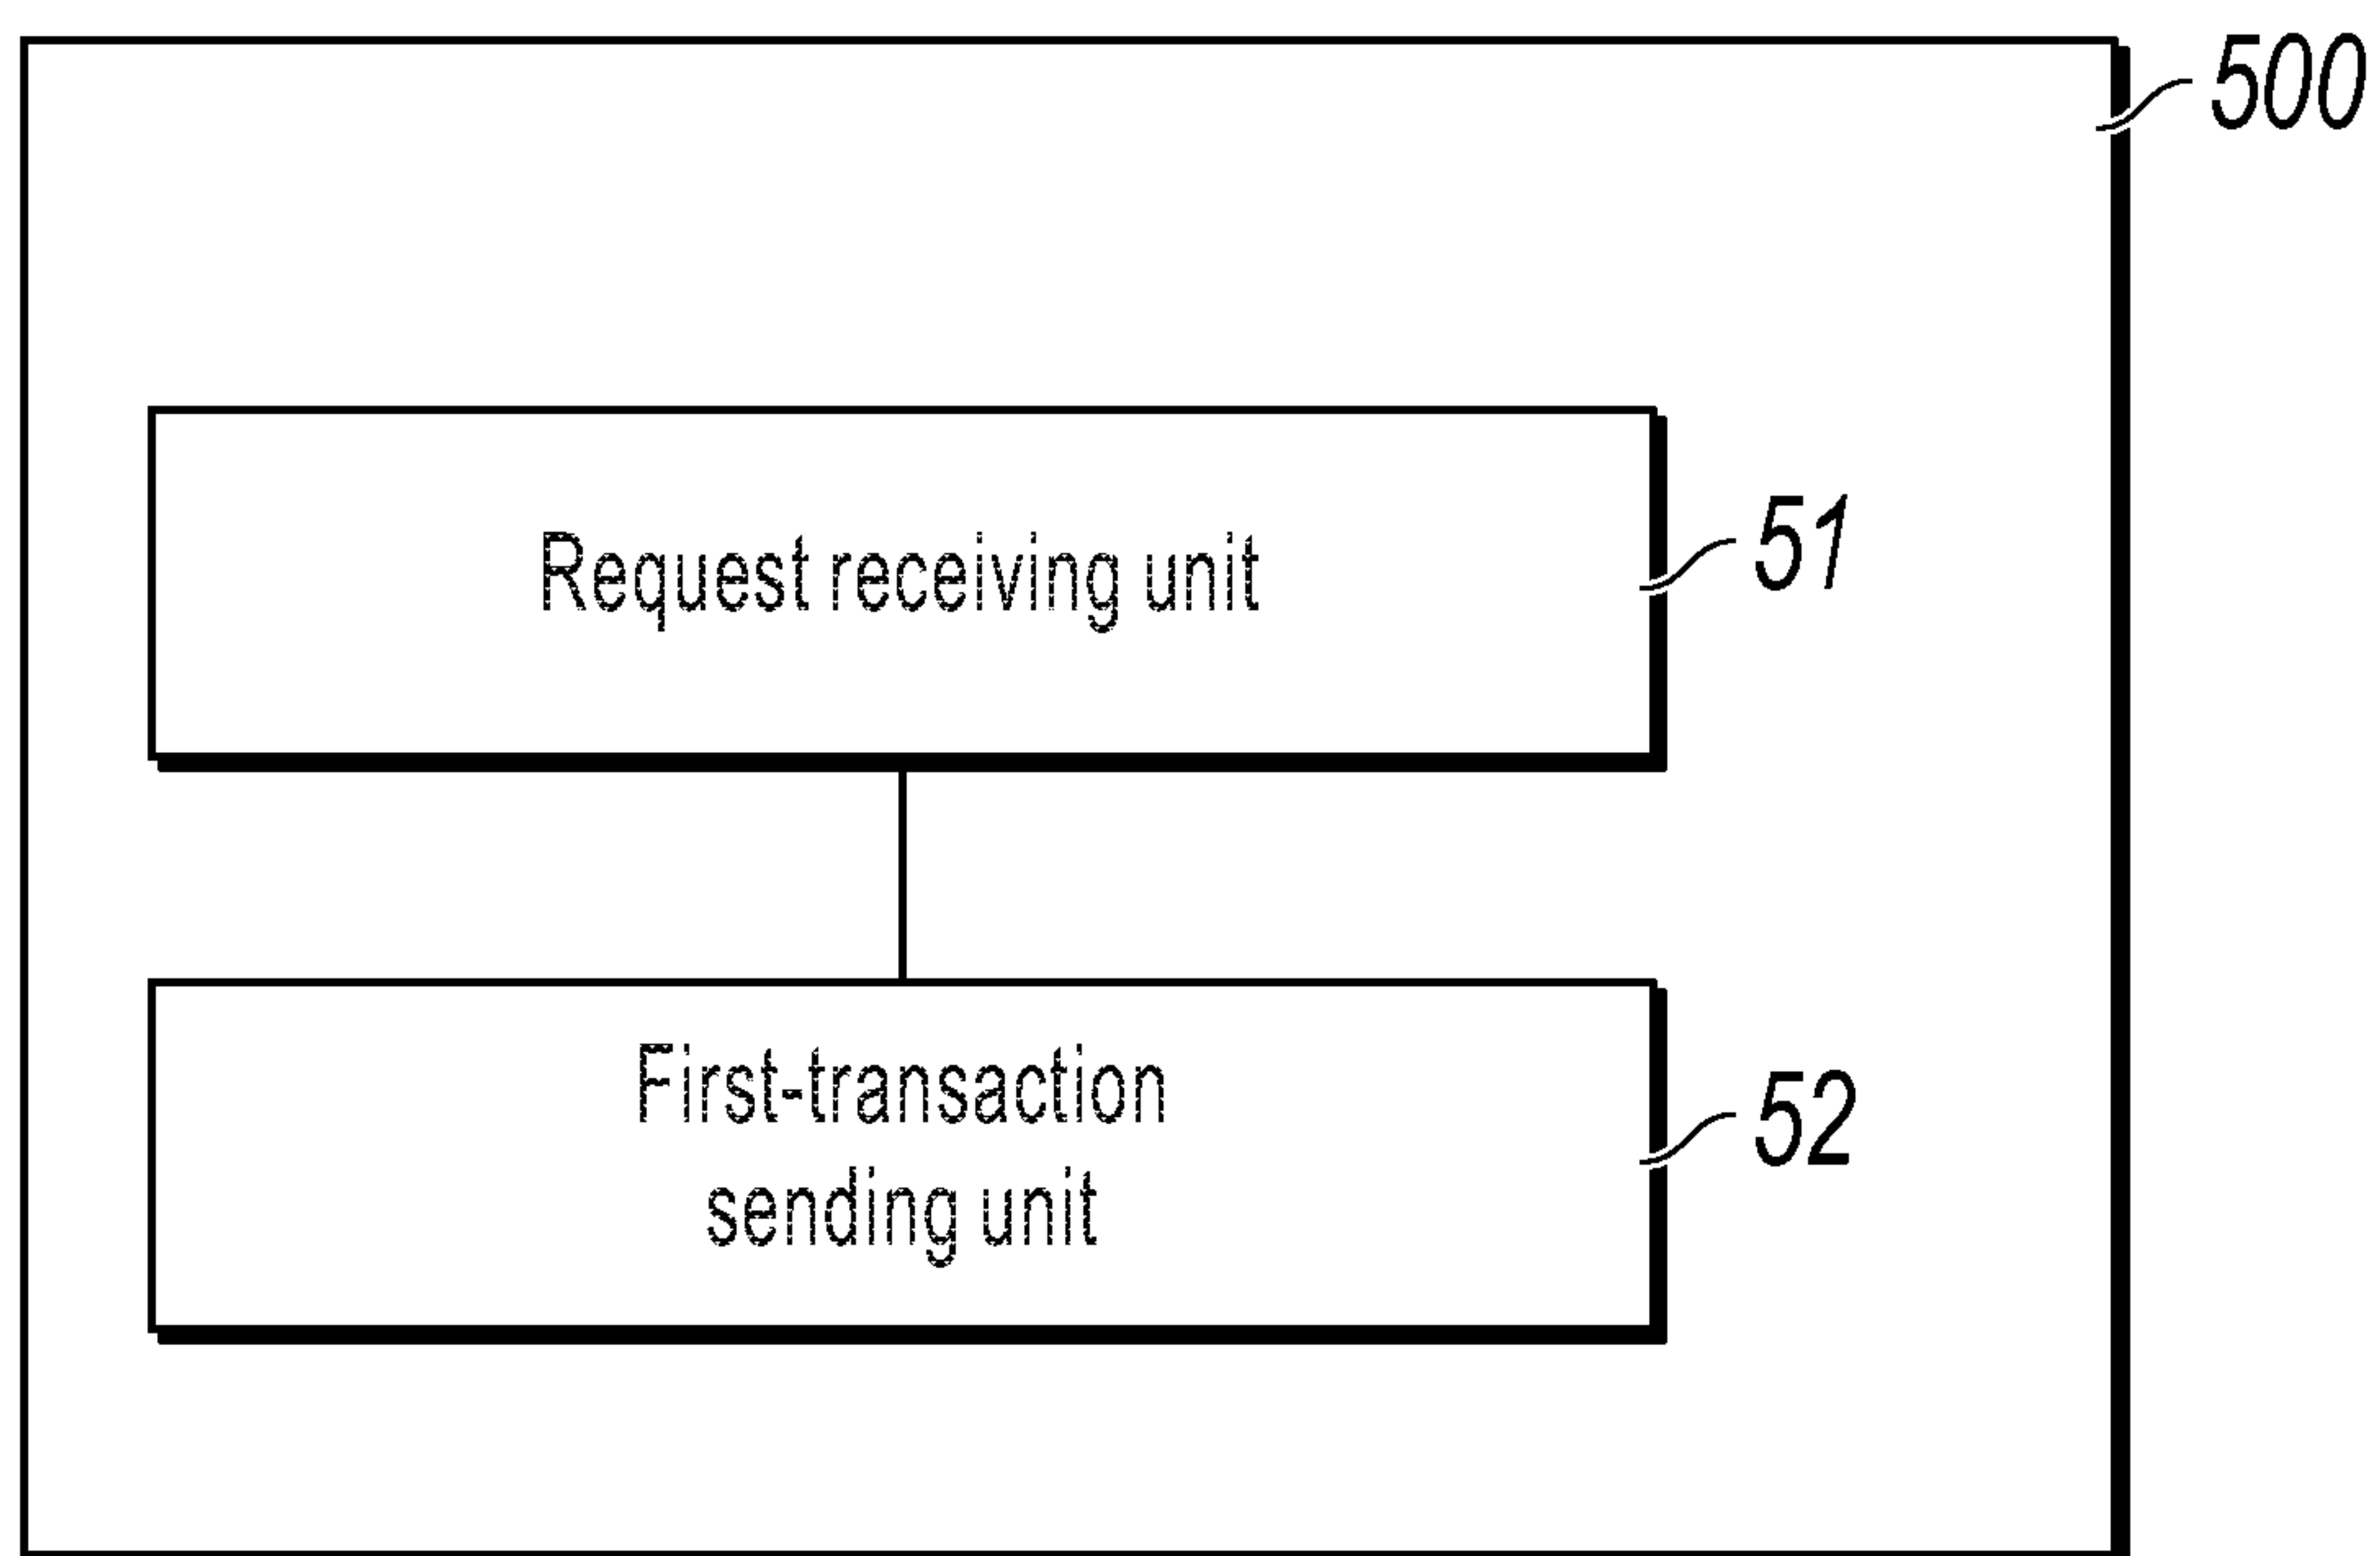 500
Request receiving unit
51
First-transaction
sending unit
52